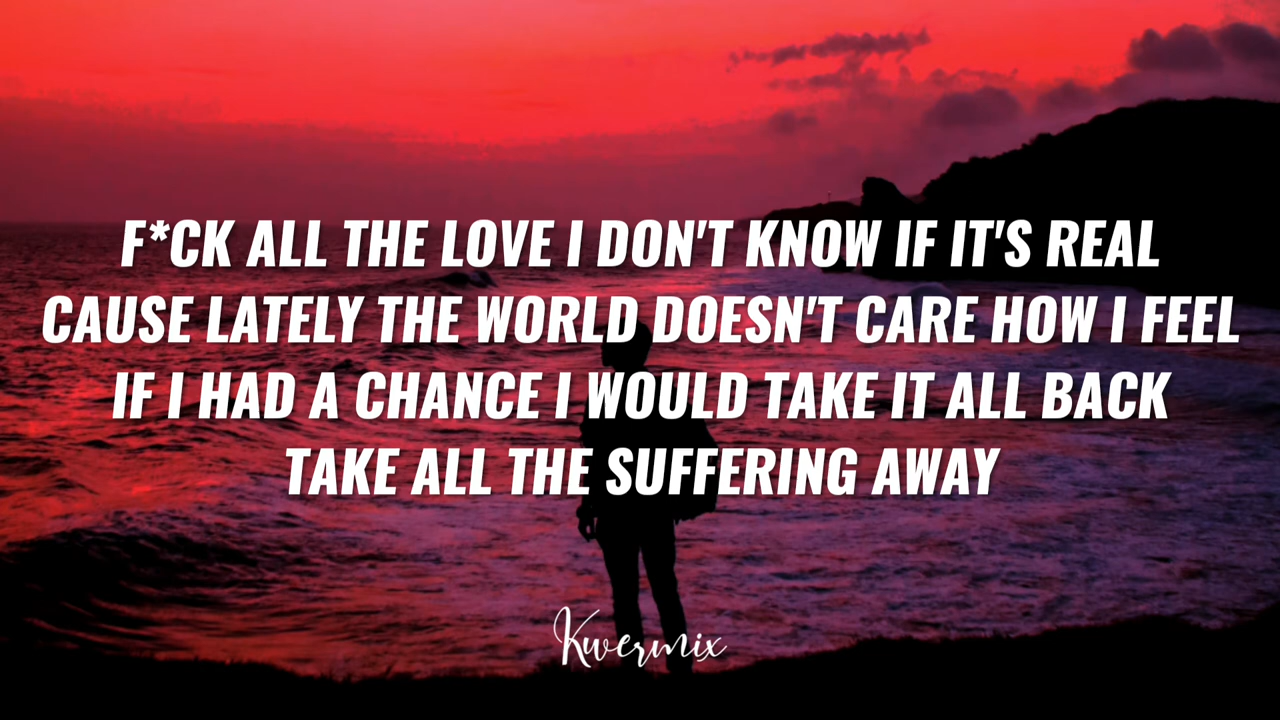 F*CK ALL THE LOVE I DON'T KNOW IF IT'S REAL
CAUSE LATELY THE WORLD DOESN'T CARE HOW I FEEL
IF I HAD A CHANCE I WOULD TAKE IT ALL BACK
TAKE ALL THE SUFFERING AWAY
Kwermix